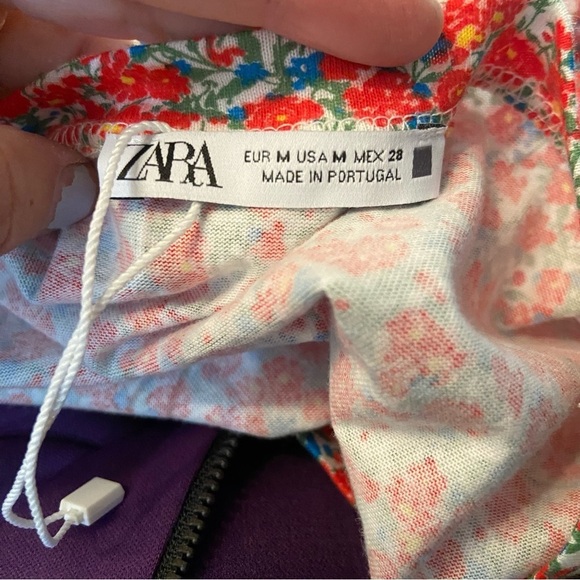 ZARA
EUR M USA M MEX 28
MADE IN PORTUGAL